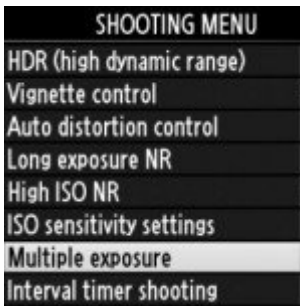 SHOOTING MENU
HDR (high dynamic range)
Vignette control
Auto distortion control
Long exposure NR
High ISO NR
ISO sensitivity settings
Multiple exposure
Interval timer shooting